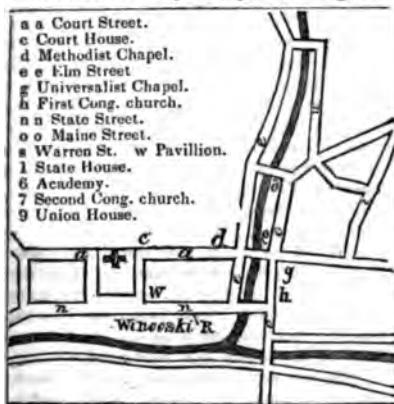 a a Court Street.
c Court House.
d Methodist Chapel.
e e Elm Street
g Universalist Chapel.
h First Cong. church.
n n State Street.
o o Maine Street.
s Warren St. w Pavillion.
1 State House.
6 Academy.
7 Second Cong. church.
9 Union House.
c d
a a
g
W h
n n
Winooski R